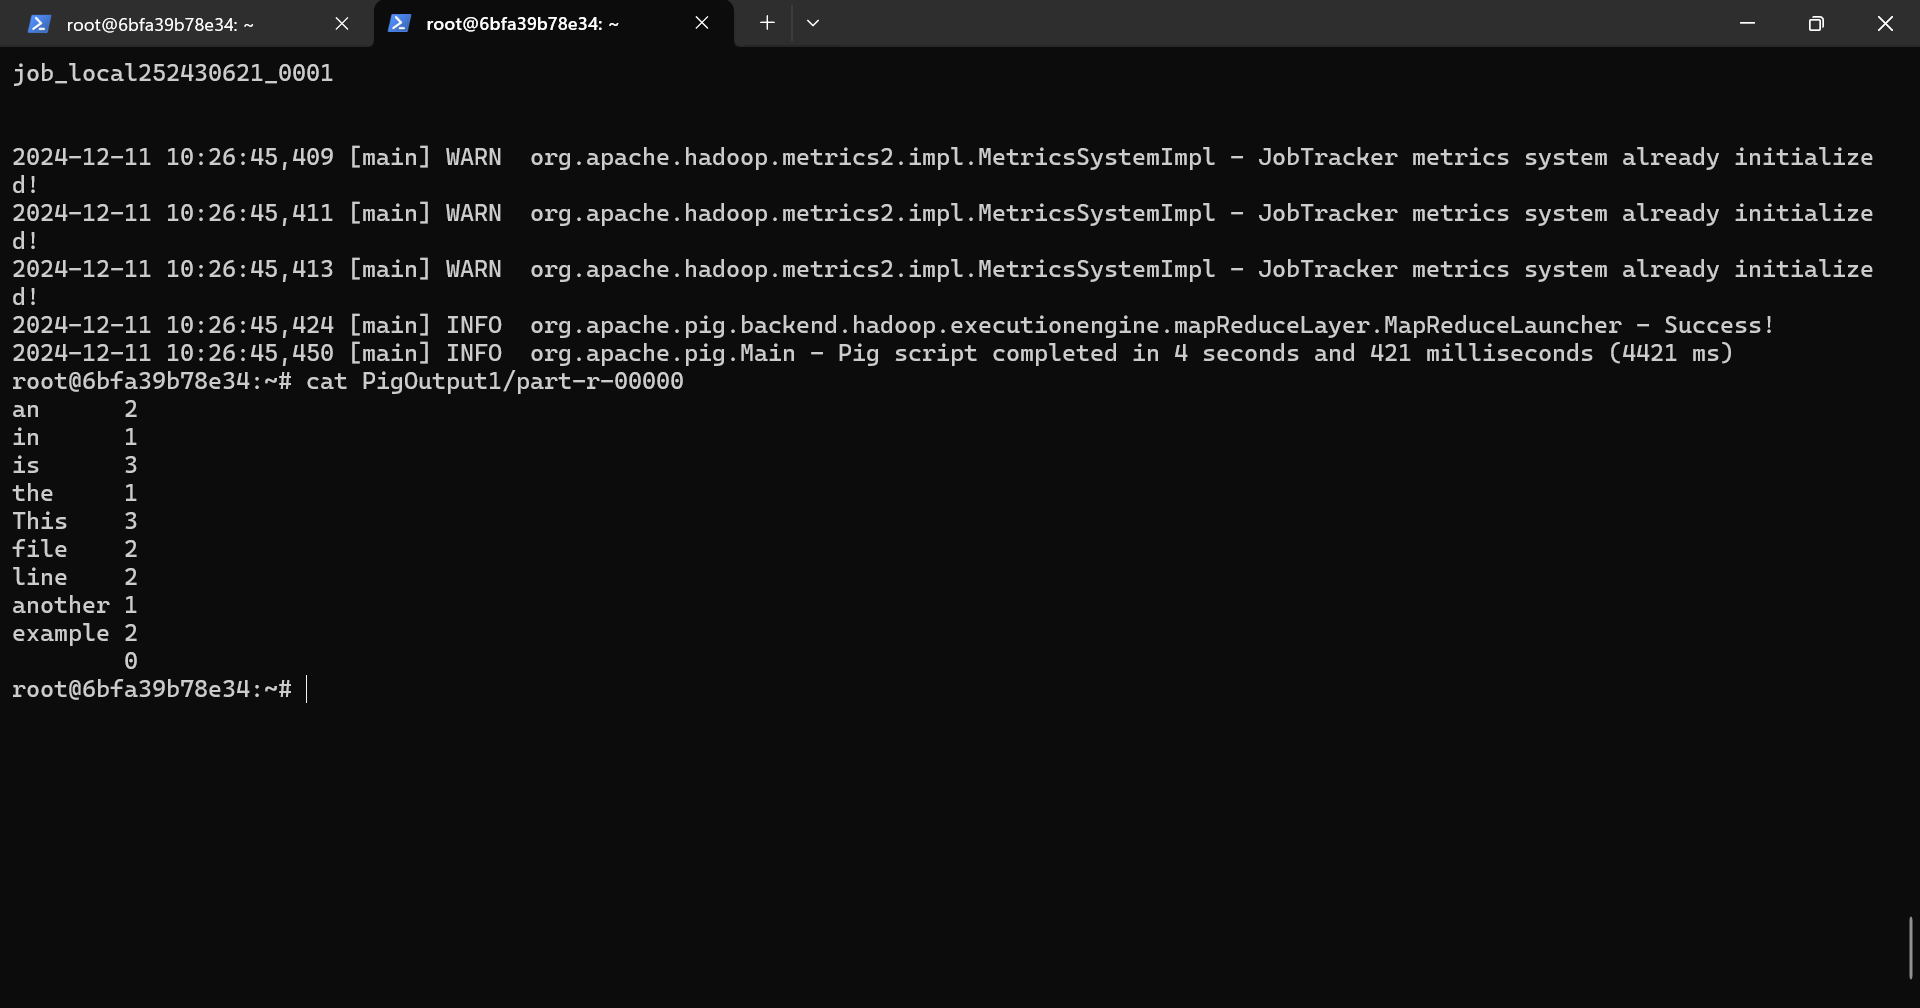 root@6bfa39b78e34: ~
root@6bfa39b78e34: ~
job_local252430621_0001
2024-12-11 10:26:45,409 [main] WARN  org.apache.hadoop.metrics2.impl.MetricsSystemImpl - JobTracker metrics system already initialize
d!
2024-12-11 10:26:45,411 [main] WARN  org.apache.hadoop.metrics2.impl.MetricsSystemImpl - JobTracker metrics system already initialize
d!
2024-12-11 10:26:45,413 [main] WARN  org.apache.hadoop.metrics2.impl.MetricsSystemImpl - JobTracker metrics system already initialize
d!
2024-12-11 10:26:45,424 [main] INFO  org.apache.pig.backend.hadoop.executionengine.mapReduceLayer.MapReduceLauncher - Success!
2024-12-11 10:26:45,450 [main] INFO  org.apache.pig.Main - Pig script completed in 4 seconds and 421 milliseconds (4421 ms)
root@6bfa39b78e34:~# cat PigOutput1/part-r-00000
an      2
in      1
is      3
the     1
This    3
file    2
line    2
another 1
example 2
        0
root@6bfa39b78e34:~#